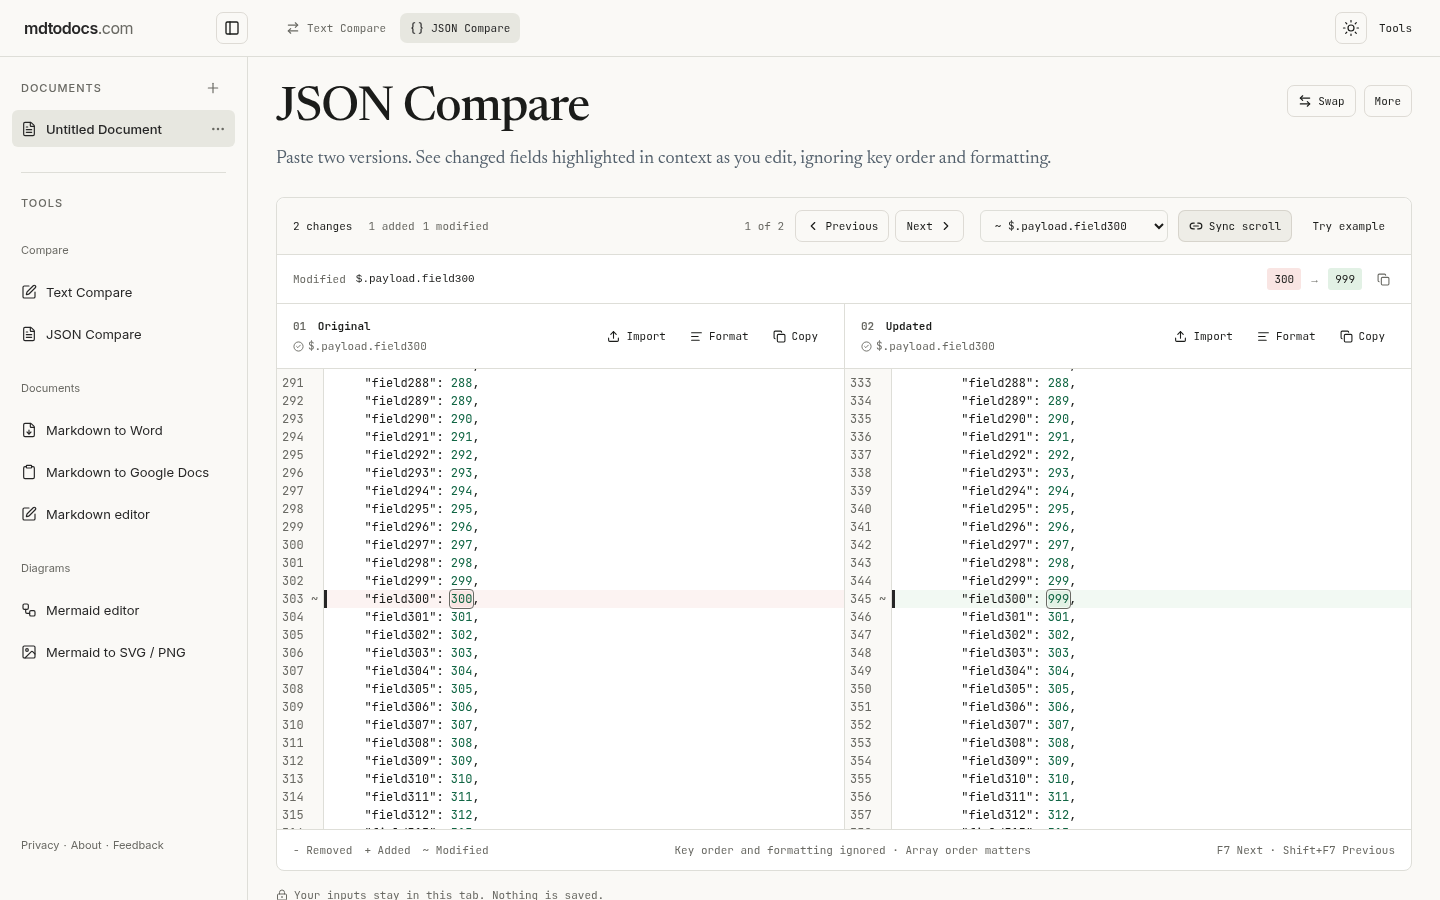 mdtodocs.com
Text Compare
{} JSON Compare
Tools
DOCUMENTS
Untitled Document
TOOLS
Compare
Text Compare
JSON Compare
Documents
Markdown to Word
Markdown to Google Docs
Markdown editor
Diagrams
Mermaid editor
Mermaid to SVG / PNG
Privacy · About · Feedback
JSON Compare
Swap
More
Paste two versions. See changed fields highlighted in context as you edit, ignoring key order and formatting.
2 changes 1 added 1 modified
1 of 2
Previous
Next
~ $.payload.field300
Sync scroll
Try example
Modified $.payload.field300
300 → 999
01 Original
$.payload.field300
Import
Format
Copy
291 "field288": 288,
292 "field289": 289,
293 "field290": 290,
294 "field291": 291,
295 "field292": 292,
296 "field293": 293,
297 "field294": 294,
298 "field295": 295,
299 "field296": 296,
300 "field297": 297,
301 "field298": 298,
302 "field299": 299,
303 ~ "field300": 300,
304 "field301": 301,
305 "field302": 302,
306 "field303": 303,
307 "field304": 304,
308 "field305": 305,
309 "field306": 306,
310 "field307": 307,
311 "field308": 308,
312 "field309": 309,
313 "field310": 310,
314 "field311": 311,
315 "field312": 312,
02 Updated
$.payload.field300
Import
Format
Copy
333 "field288": 288,
334 "field289": 289,
335 "field290": 290,
336 "field291": 291,
337 "field292": 292,
338 "field293": 293,
339 "field294": 294,
340 "field295": 295,
341 "field296": 296,
342 "field297": 297,
343 "field298": 298,
344 "field299": 299,
345 ~ "field300": 999,
346 "field301": 301,
347 "field302": 302,
348 "field303": 303,
349 "field304": 304,
350 "field305": 305,
351 "field306": 306,
352 "field307": 307,
353 "field308": 308,
354 "field309": 309,
355 "field310": 310,
356 "field311": 311,
357 "field312": 312,
- Removed + Added ~ Modified
Key order and formatting ignored · Array order matters
F7 Next · Shift+F7 Previous
Your inputs stay in this tab. Nothing is saved.